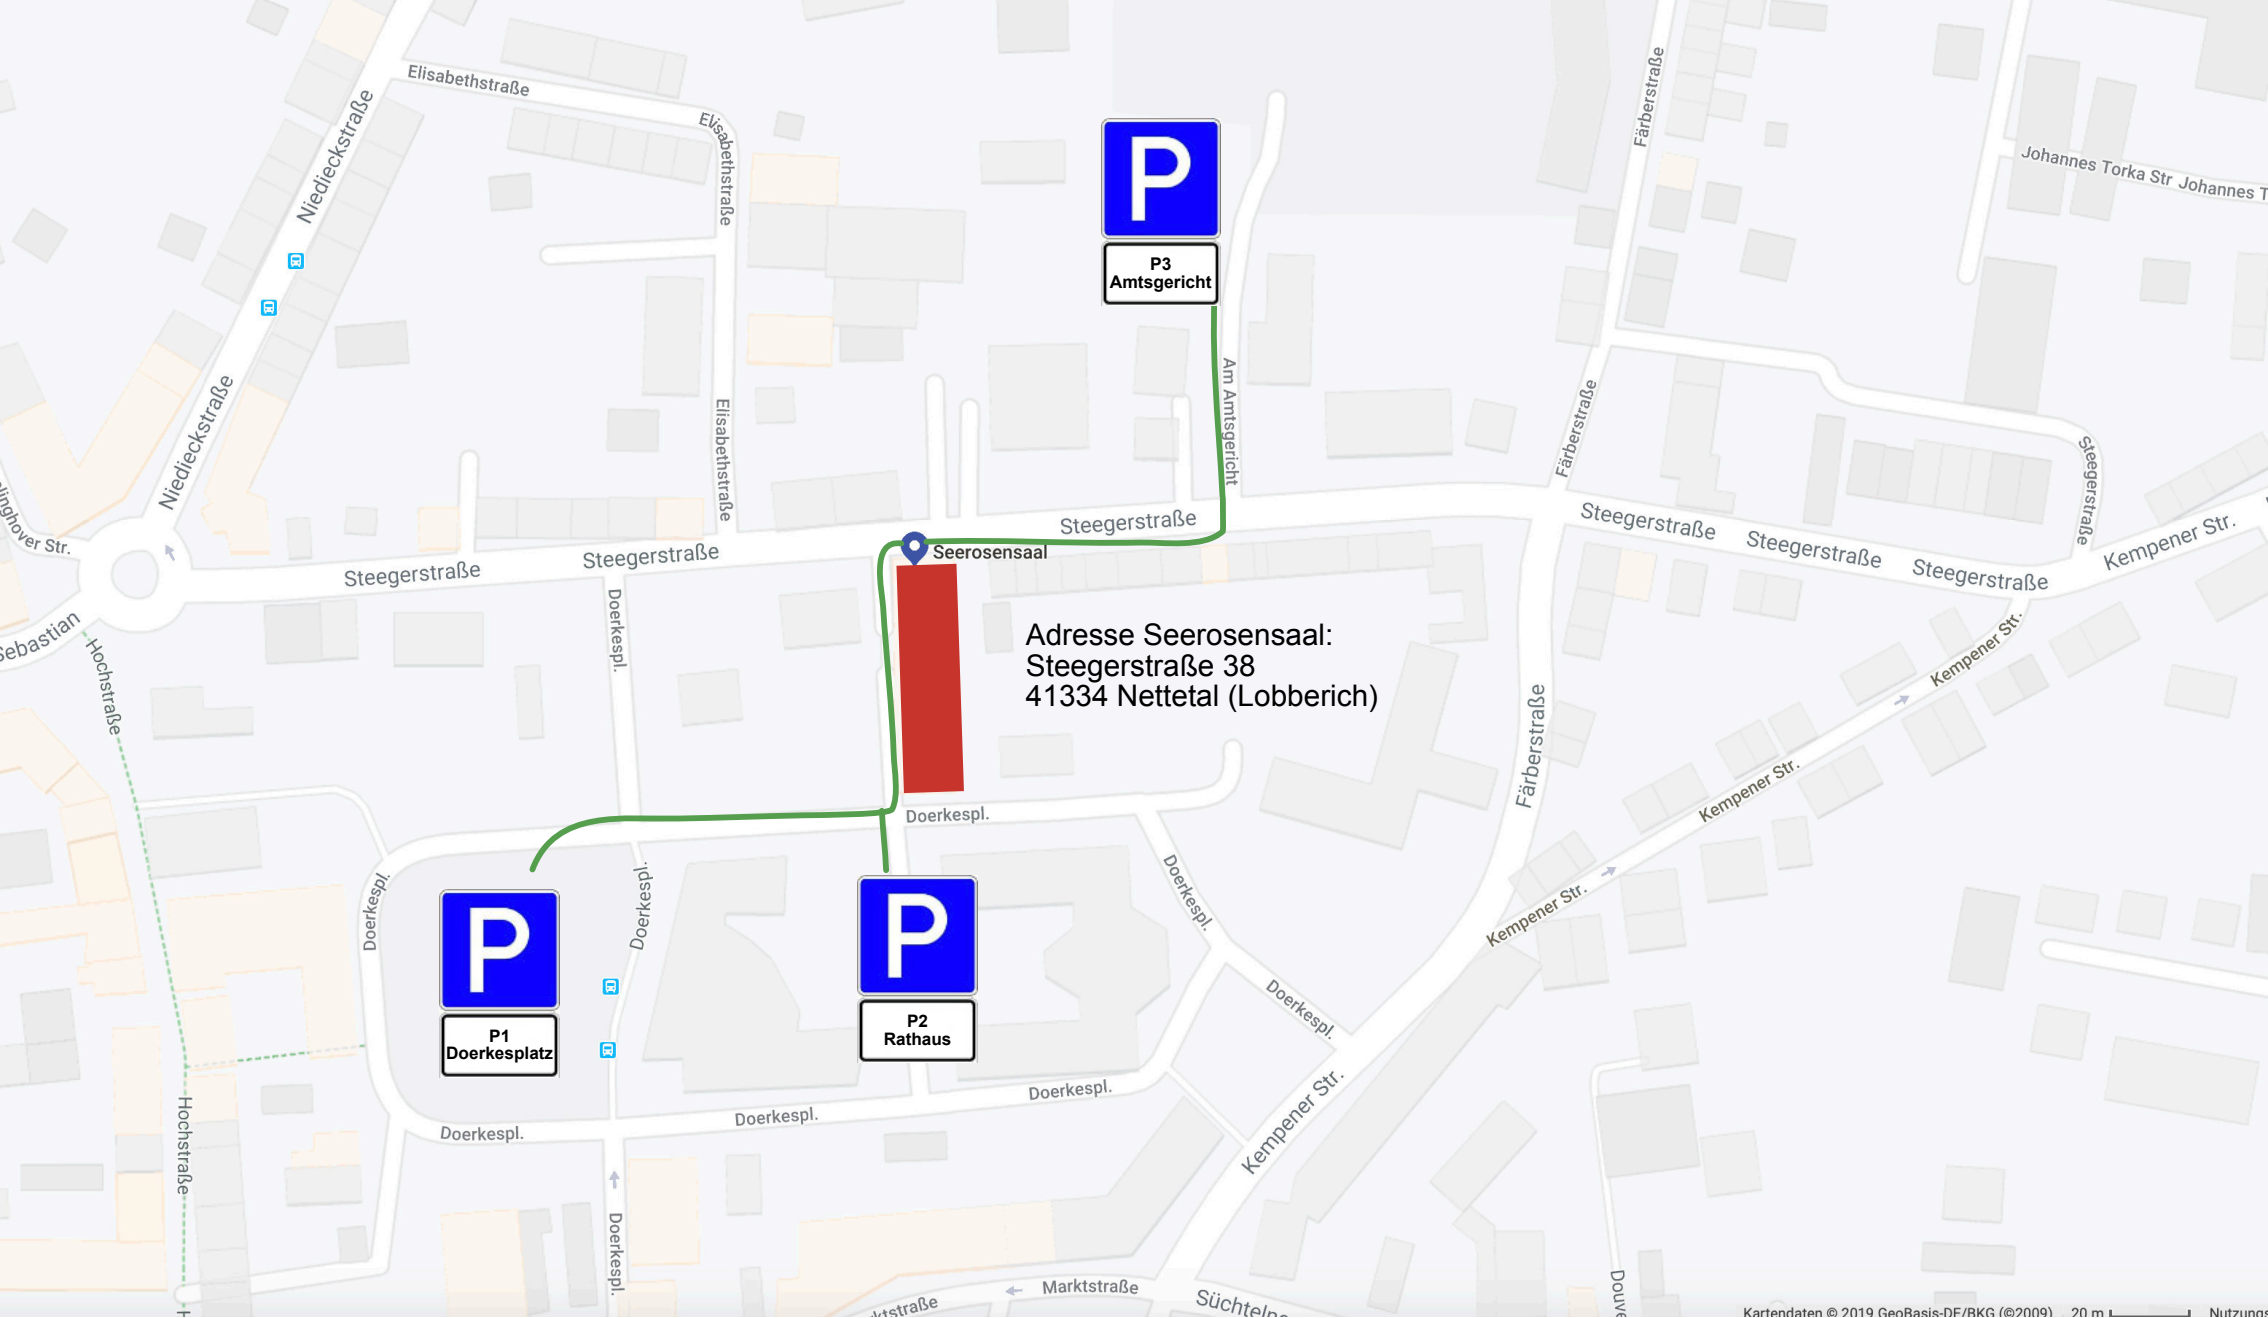 Elisabethstraße
Elisabethstraße
Niedieckstraße
Färberstraße
Johannes Torka Str
P
P3
Amtsgericht
Am Amtsgericht
Niedieckstraße
Elisabethstraße
Färberstraße
Steegerstraße
Steegerstraße
Steegerstraße
Steegerstraße
Steegerstraße
Steegerstraße
Steegerstraße
Steegerstraße
Kempener Str.
Seerosensaal
Doerkespl.
Adresse Seerosensaal:
Steegerstraße 38
41334 Nettetal (Lobberich)
Hochstraße
Kempener Str.
Färberstraße
Kempener Str.
Doerkespl.
Doerkespl.
Doerkespl.
Doerkespl.
Kempener Str.
P
P1
Doerkesplatz
P
P2
Rathaus
Doerkespl.
Doerkespl.
Doerkespl.
Doerkespl.
Kempener Str.
Hochstraße
Doerkespl.
Marktstraße
Kartendaten © 2019 GeoBasis-DE/BKG (©2009)
20 m